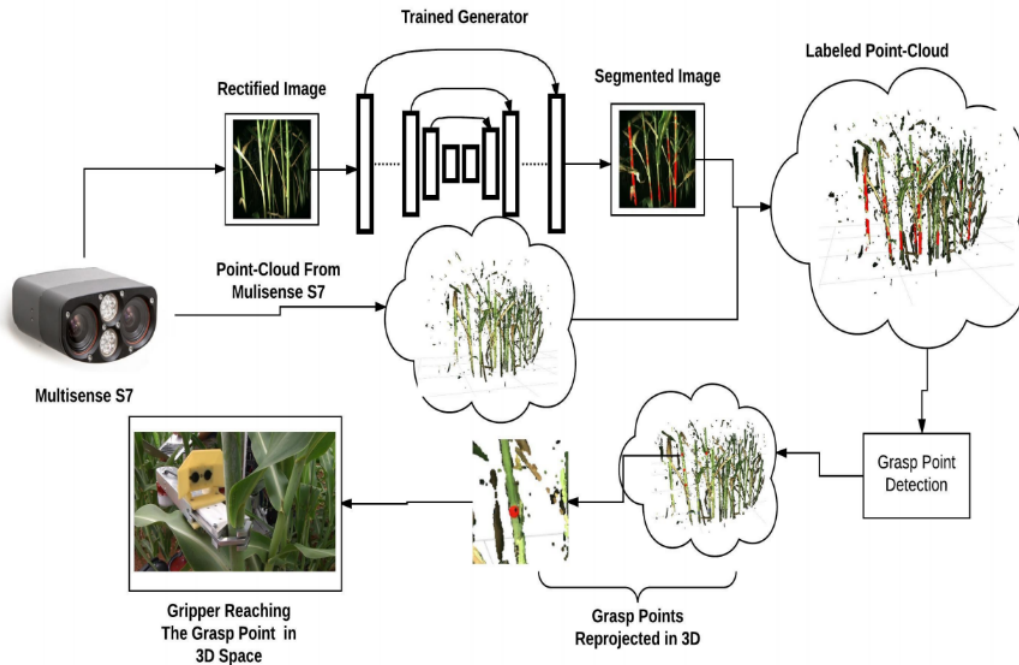 Trained Generator
Labeled Point-Cloud
Rectified Image
Segmented Image
Point-Cloud From
Mulisense S7
Multisense S7
Grasp Point
Detection
Gripper Reaching
The Grasp Point in
3D Space
Grasp Points
Reprojected in 3D